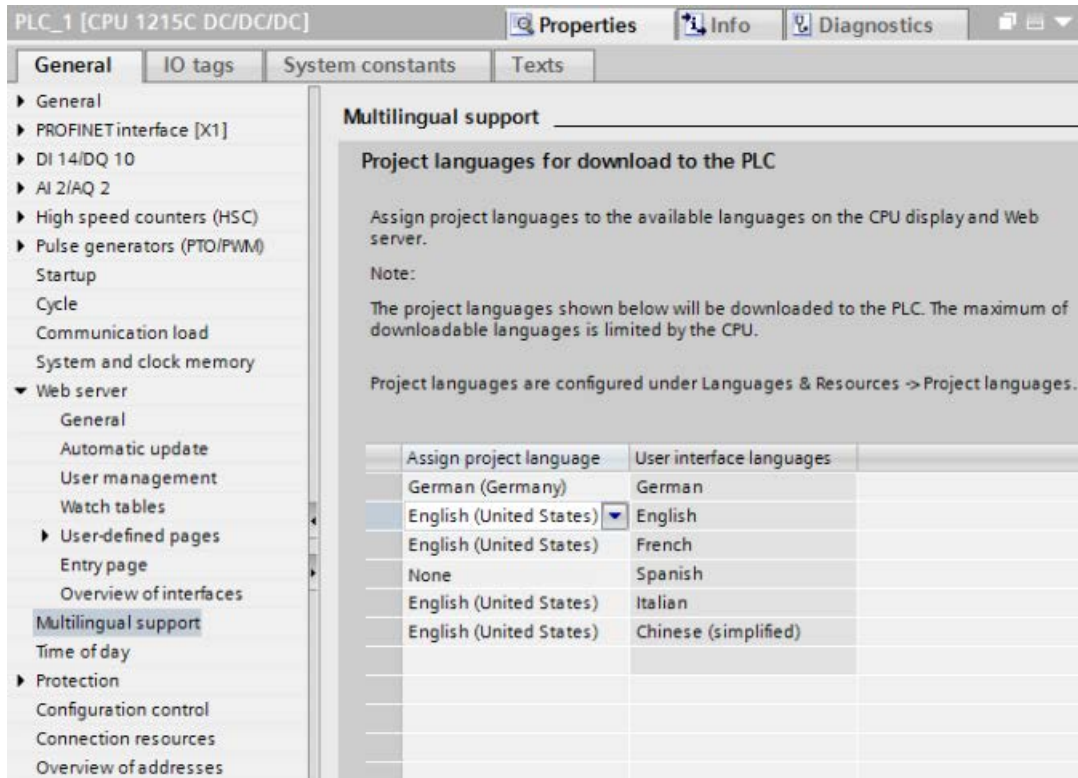 PLC_1 [CPU 1215C DC/DC/DC]
Properties
Info
Diagnostics
General
IO tags
System constants
Texts
General
PROFINET interface [X1]
DI 14/DQ 10
AI 2/AQ 2
High speed counters (HSC)
Pulse generators (PTO/PWM)
Startup
Cycle
Communication load
System and clock memory
Web server
General
Automatic update
User management
Watch tables
User-defined pages
Entry page
Overview of interfaces
Multilingual support
Time of day
Protection
Configuration control
Connection resources
Overview of addresses
Multilingual support
Project languages for download to the PLC
Assign project languages to the available languages on the CPU display and Web
server.
Note:
The project languages shown below will be downloaded to the PLC. The maximum of
downloadable languages is limited by the CPU.
Project languages are configured under Languages & Resources -> Project languages.
Assign project language User interface languages
German (Germany) German
English (United States) English
English (United States) French
None Spanish
English (United States) Italian
English (United States) Chinese (simplified)